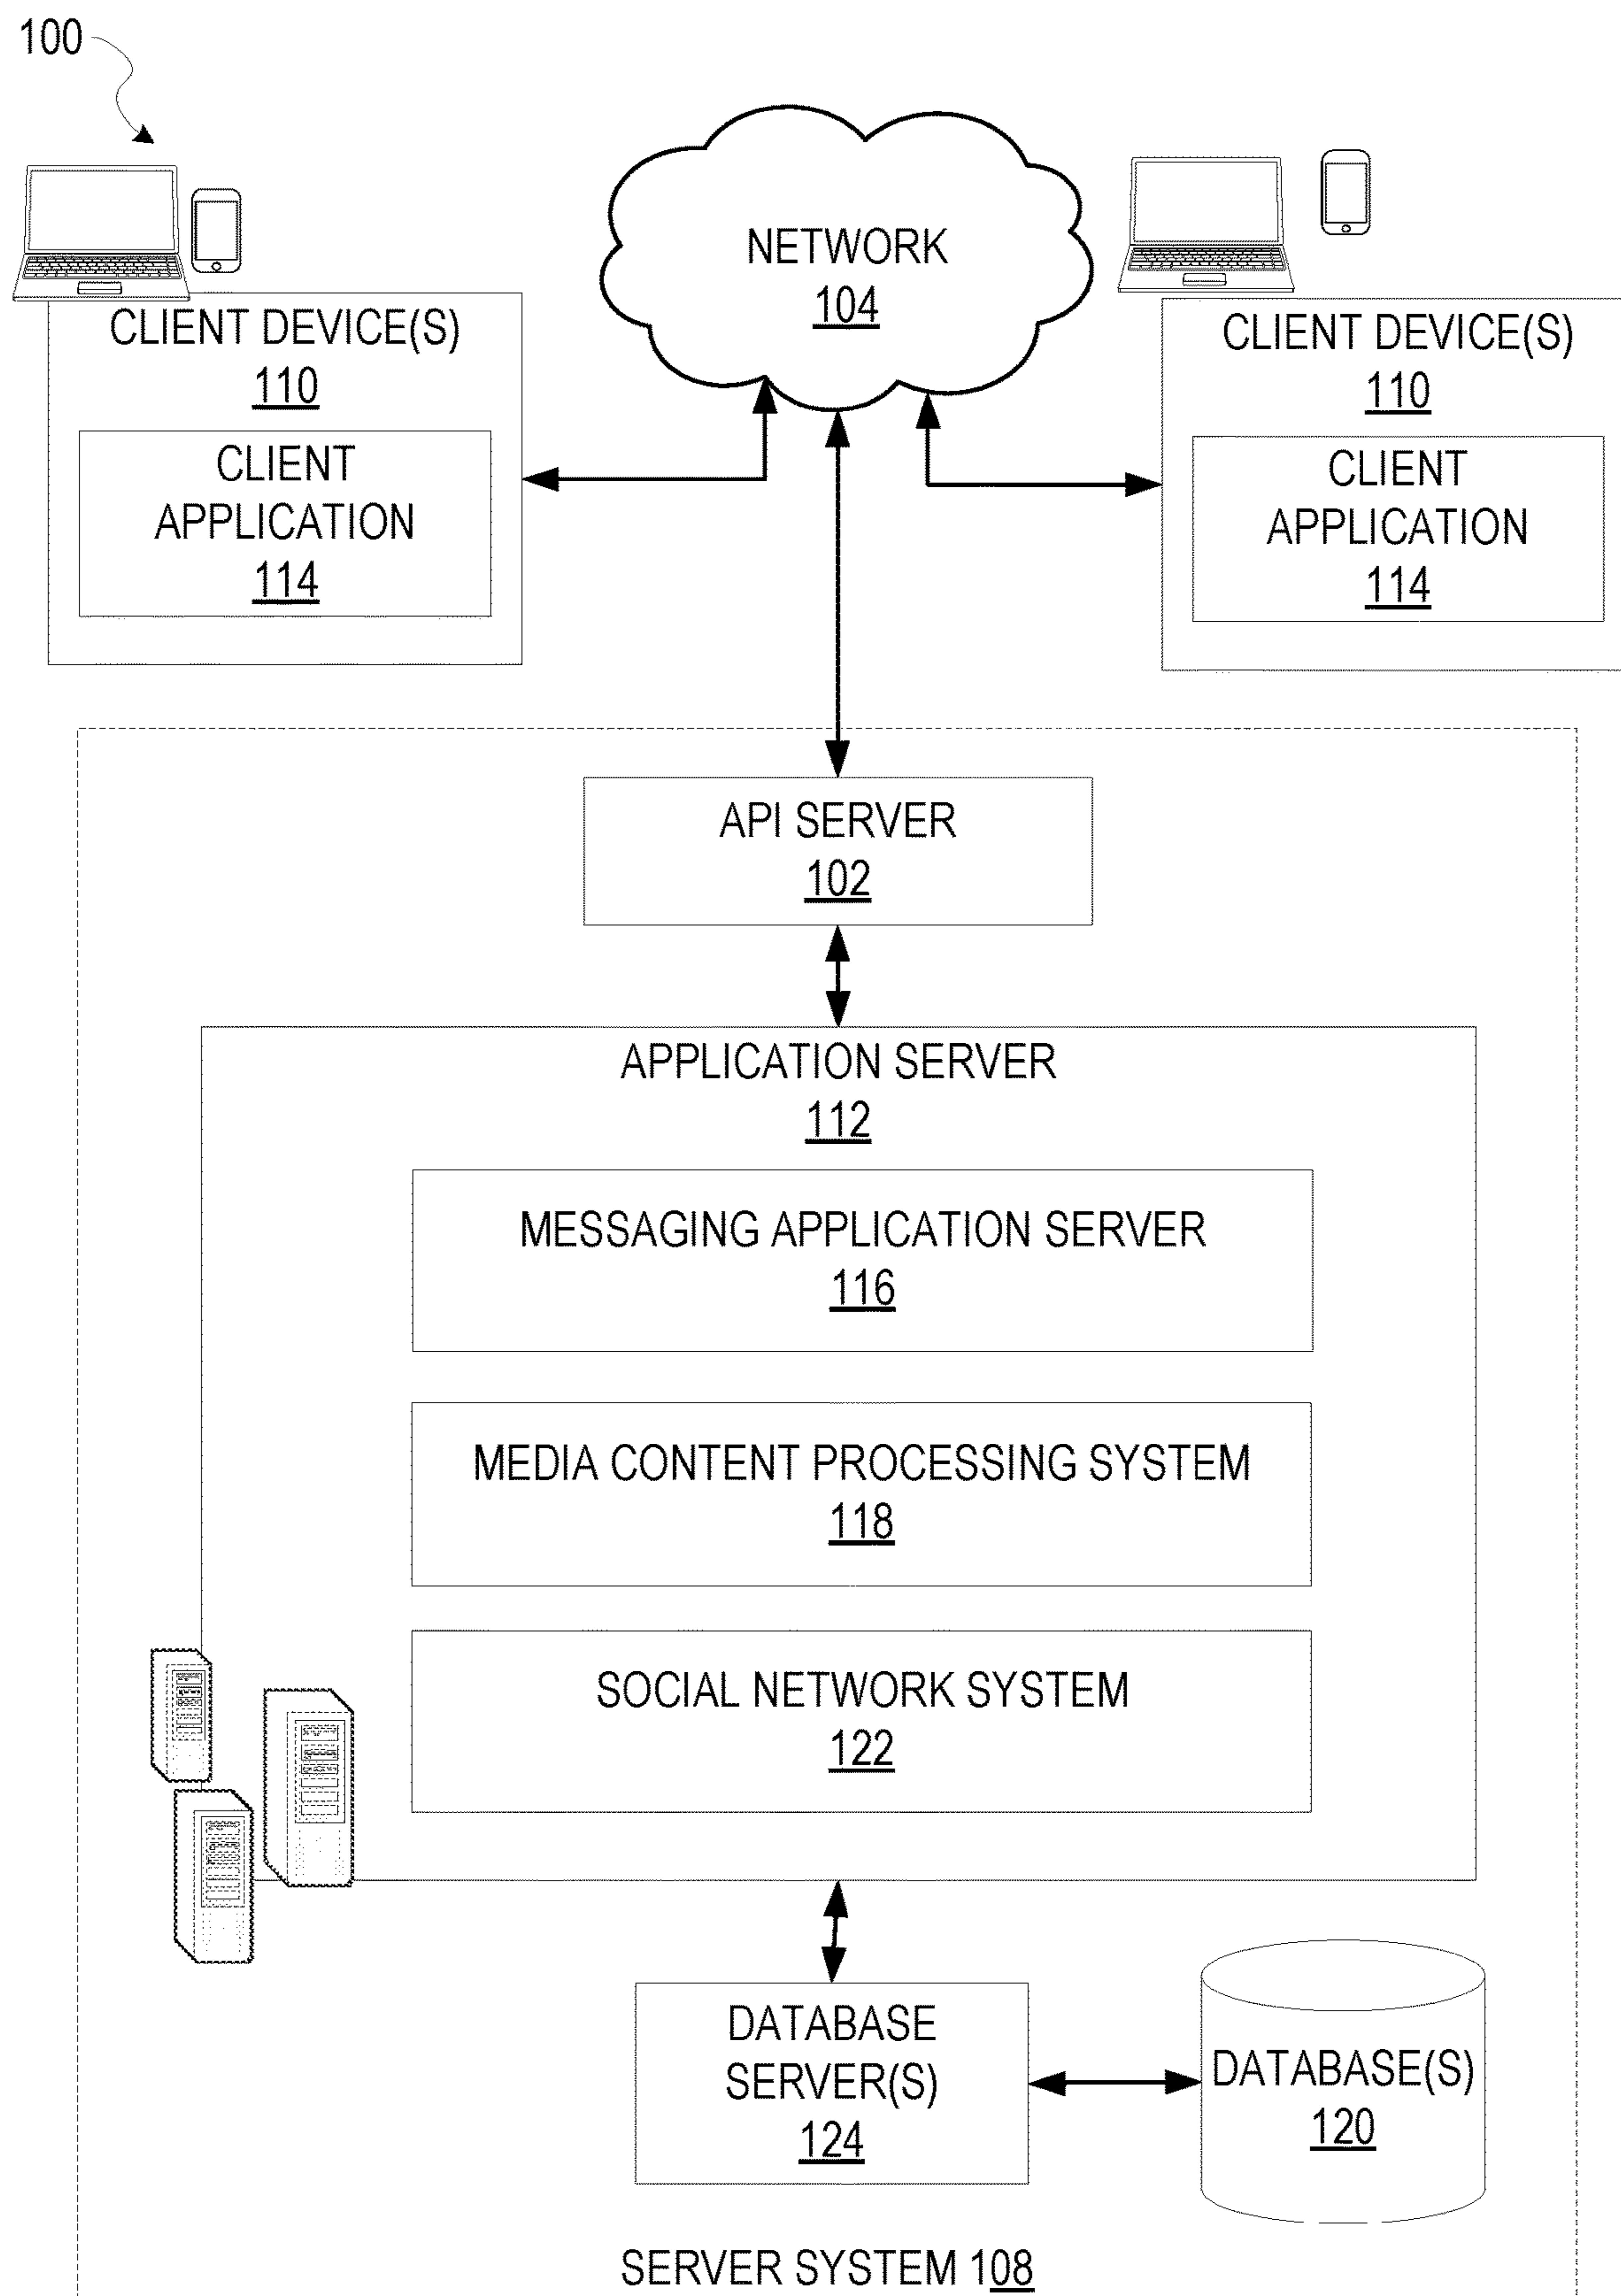 100
NETWORK
104
CLIENT DEVICE(S)
110
CLIENT
APPLICATION
114
CLIENT DEVICE(S)
110
CLIENT
APPLICATION
114
API SERVER
102
APPLICATION SERVER
112
MESSAGING APPLICATION SERVER
116
MEDIA CONTENT PROCESSING SYSTEM
118
SOCIAL NETWORK SYSTEM
122
DATABASE
SERVER(S)
124
DATABASE(S)
120
SERVER SYSTEM 108